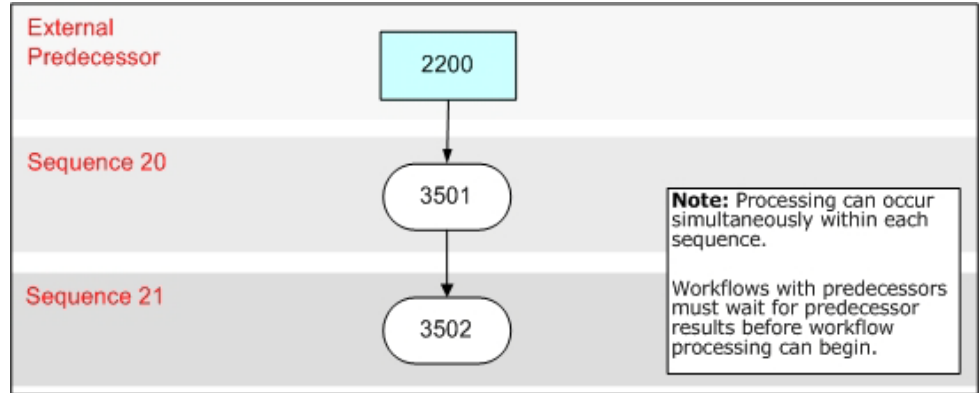 External
Predecessor
2200
Sequence 20
3501
Note: Processing can occur
simultaneously within each
sequence.
Workflows with predecessors
must wait for predecessor
results before workflow
processing can begin.
Sequence 21
3502